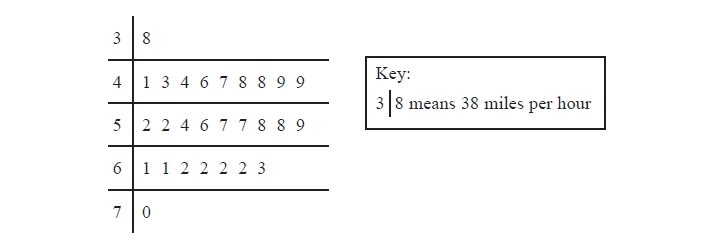 3 | 8
4 | 1 3 4 6 7 8 8 9 9
5 | 2 2 4 6 7 7 8 8 9
6 | 1 1 2 2 2 2 3
7 | 0
Key:
3 | 8 means 38 miles per hour